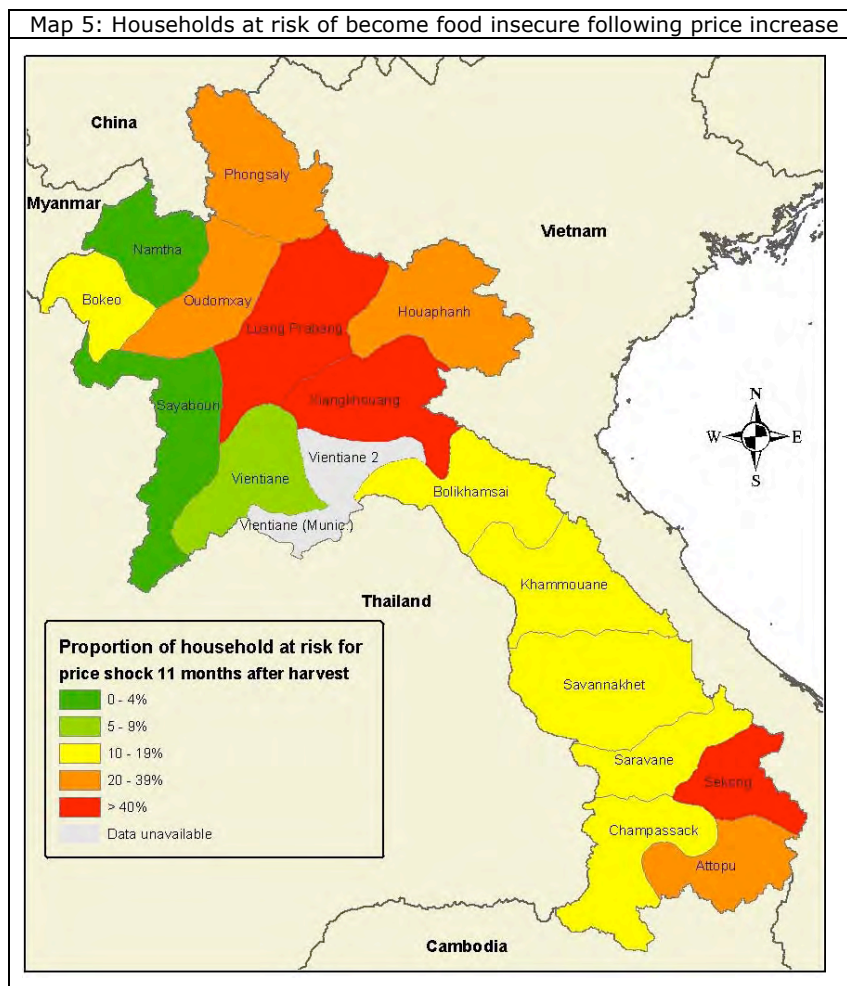 Map 5: Households at risk of become food insecure following price increase
China
Phongsaly
Myanmar
Namtha
Vietnam
Bokeo
Oudomxay
Houaphanh
Luang Prabang
Sayabouri
Xiangkhouang
N
W
E
S
Vientiane 2
Vientiane
Bolikhamsai
Vientiane (Munic.)
Khammouane
Thailand
Proportion of household at risk for
price shock 11 months after harvest
0 - 4%
5 - 9%
10 - 19%
20 - 39%
> 40%
Data unavailable
Savannakhet
Saravane
Sekong
Champassack
Attopu
Cambodia